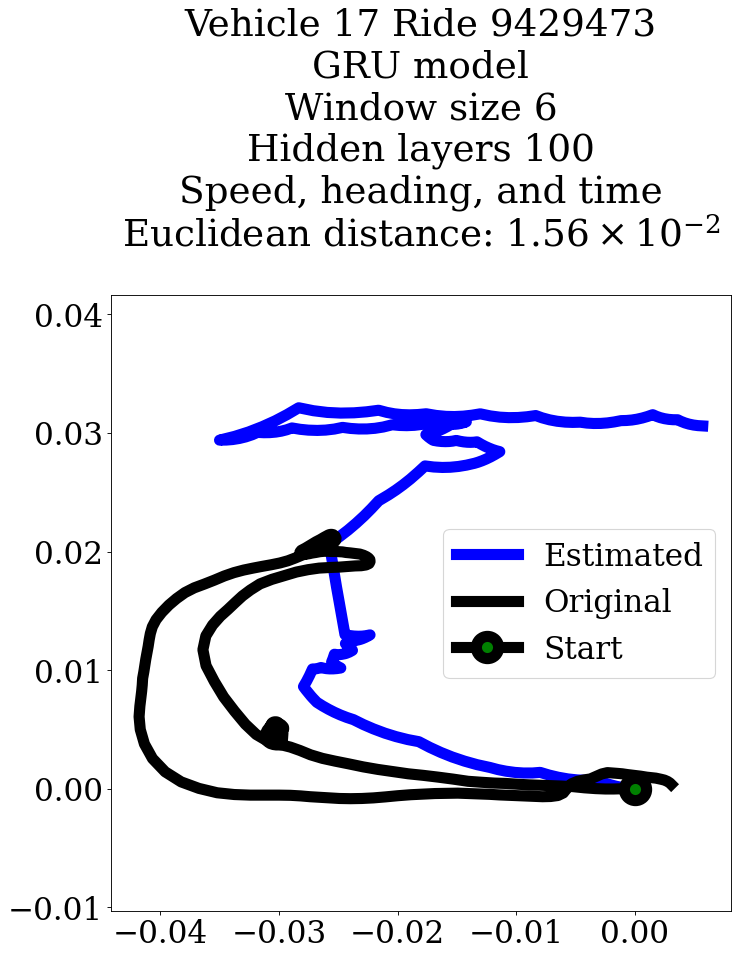 Vehicle 17 Ride 9429473
GRU model
Window size 6
Hidden layers 100
Speed, heading, and time
Euclidean distance: 1.56 × 10⁻²
0.04
0.03
0.02
0.01
0.00
−0.01
Estimated
Original
Start
−0.04 −0.03 −0.02 −0.01 0.00